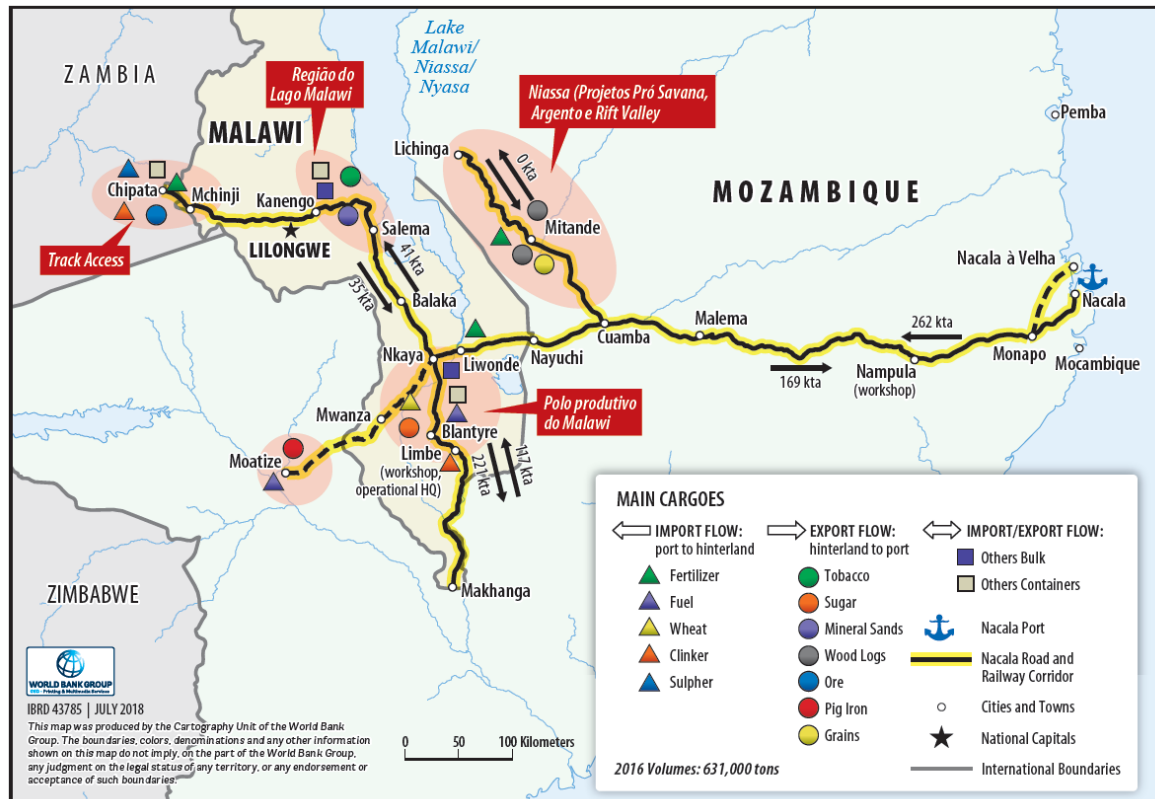 ZAMBIA
Lake
Malawi/
Niassa/
Nyasa
Região do
Lago Malawi
Niassa (Projetos Pró Savana,
Argento e Rift Valley
Pemba
MALAWI
Lichinga
0 kta
MOZAMBIQUE
Chipata
Mchinji
Kanengo
Mitande
LILONGWE
Salema
Track Access
41 kta
35 kta
Nacala à Velha
Nacala
Balaka
Cuamba
Malema
262 kta
Nkaya
Liwonde
Nayuchi
Monapo
Mocambique
169 kta
Nampula
(workshop)
Mwanza
Polo produtivo
do Malawi
Blantyre
Moatize
Limbe
(workshop,
operational HQ)
221 kta
117 kta
Makhanga
ZIMBABWE
MAIN CARGOES
IMPORT FLOW:
port to hinterland
Fertilizer
Fuel
Wheat
Clinker
Sulpher
EXPORT FLOW:
hinterland to port
Tobacco
Sugar
Mineral Sands
Wood Logs
Ore
Pig Iron
Grains
IMPORT/EXPORT FLOW:
Others Bulk
Others Containers
Nacala Port
Nacala Road and
Railway Corridor
Cities and Towns
National Capitals
International Boundaries
2016 Volumes: 631,000 tons
WORLD BANK GROUP
GSD - Printing & Multimedia Services
IBRD 43785 | JULY 2018
This map was produced by the Cartography Unit of the World Bank
Group. The boundaries, colors, denominations and any other information
shown on this map do not imply, on the part of the World Bank Group,
any judgment on the legal status of any territory, or any endorsement or
acceptance of such boundaries.
0 50 100 Kilometers